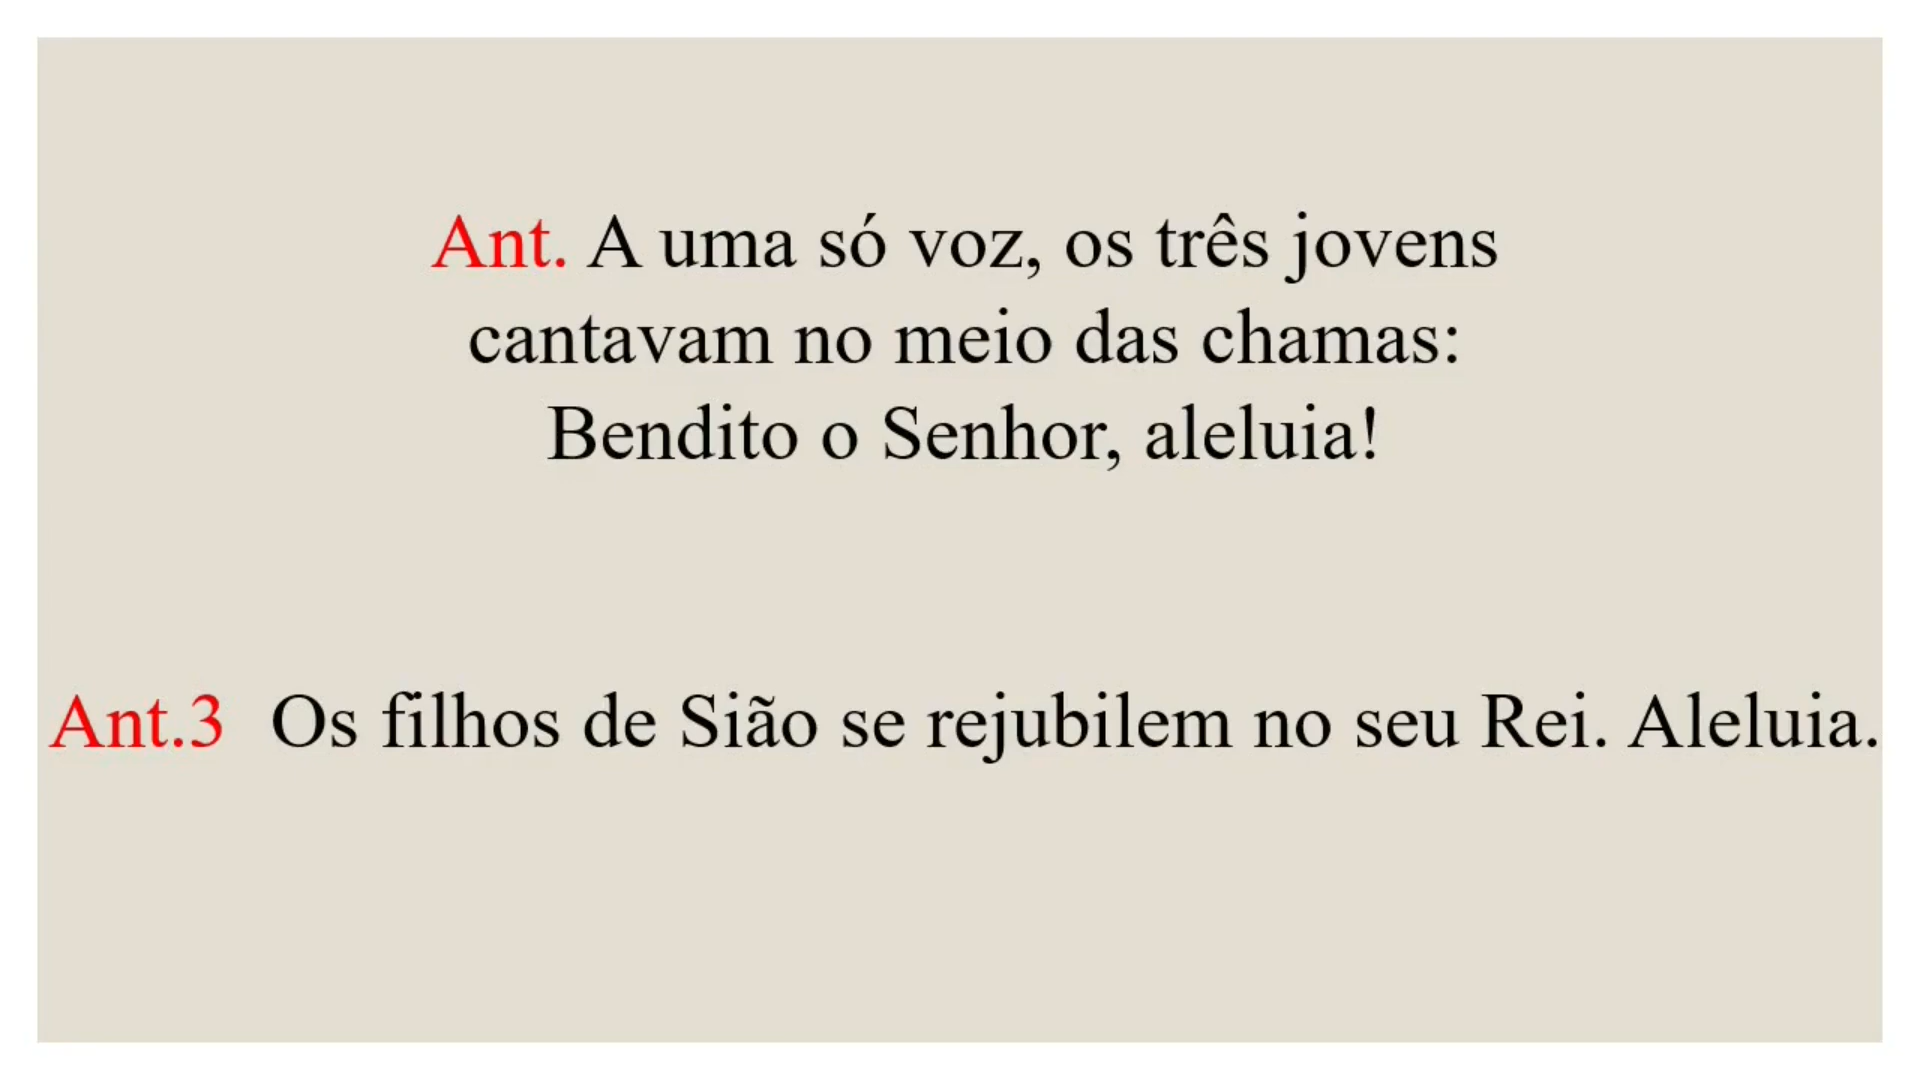 Ant. A uma só voz, os três jovens
cantavam no meio das chamas:
Bendito o Senhor, aleluia!
Ant.3 Os filhos de Sião se rejubilem no seu Rei. Aleluia.